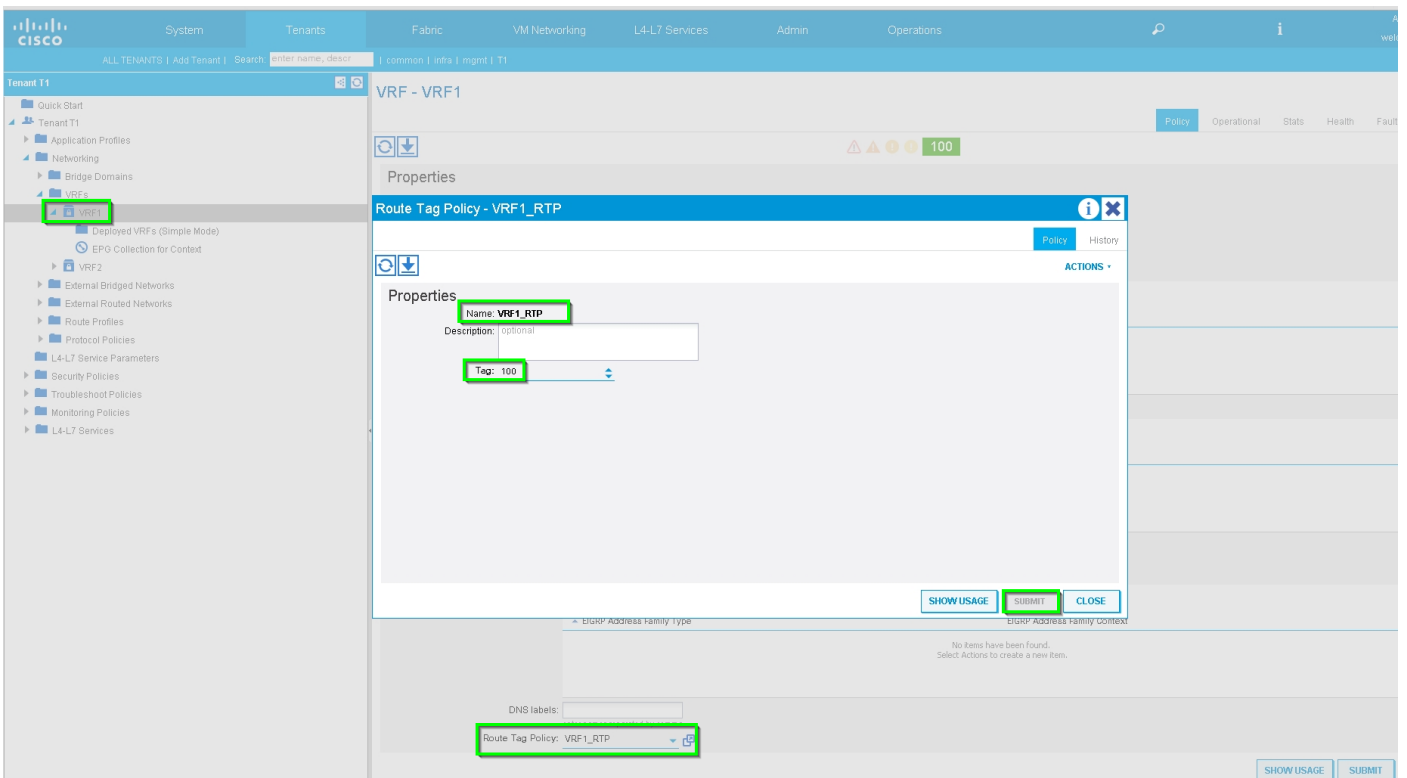 CISCO
System
Tenants
Fabric
VM Networking
L4-L7 Services
Admin
Operations
i
ALL TENANTS | Add Tenant | Search: enter name, descr | common | infra | mgmt | T1
Tenant T1
Quick Start
Tenant T1
Application Profiles
Networking
Bridge Domains
VRFs
VRF1
Deployed VRFs (Simple Mode)
EPG Collection for Context
VRF2
External Bridged Networks
External Routed Networks
Route Profiles
Protocol Policies
L4-L7 Service Parameters
Security Policies
Troubleshoot Policies
Monitoring Policies
L4-L7 Services
VRF - VRF1
Policy Operational Stats Health Fault
100
Properties
Route Tag Policy - VRF1_RTP
i
Policy History
ACTIONS
Properties
Name: VRF1_RTP
Description: optional
Tag: 100
SHOW USAGE SUBMIT CLOSE
EIGRP Address Family Type EIGRP Address Family Context
No items have been found.
Select Actions to create a new item.
DNS labels:
Route Tag Policy: VRF1_RTP
SHOW USAGE SUBMIT